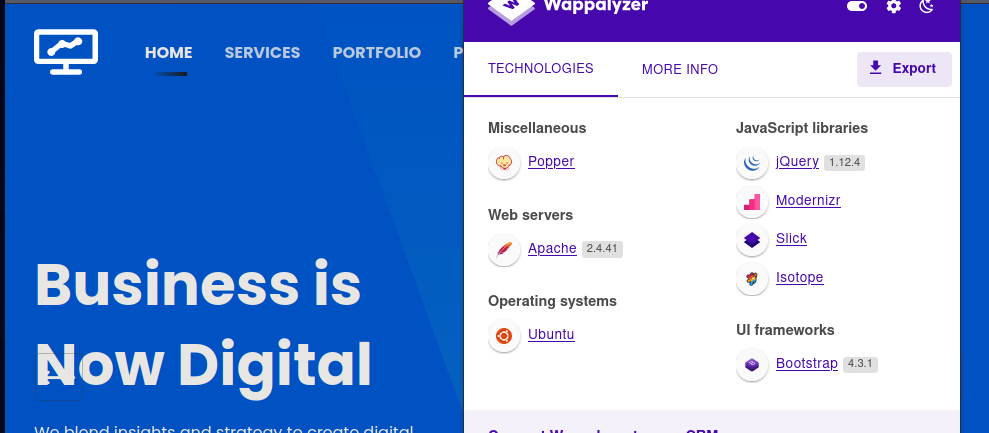 Wappalyzer
HOME SERVICES PORTFOLIO P
TECHNOLOGIES MORE INFO Export
Miscellaneous
Popper
Web servers
Apache 2.4.41
Operating systems
Ubuntu
JavaScript libraries
jQuery 1.12.4
Modernizr
Slick
Isotope
UI frameworks
Bootstrap 4.3.1
Business is
Now Digital
We blend insights and strategy to create digital